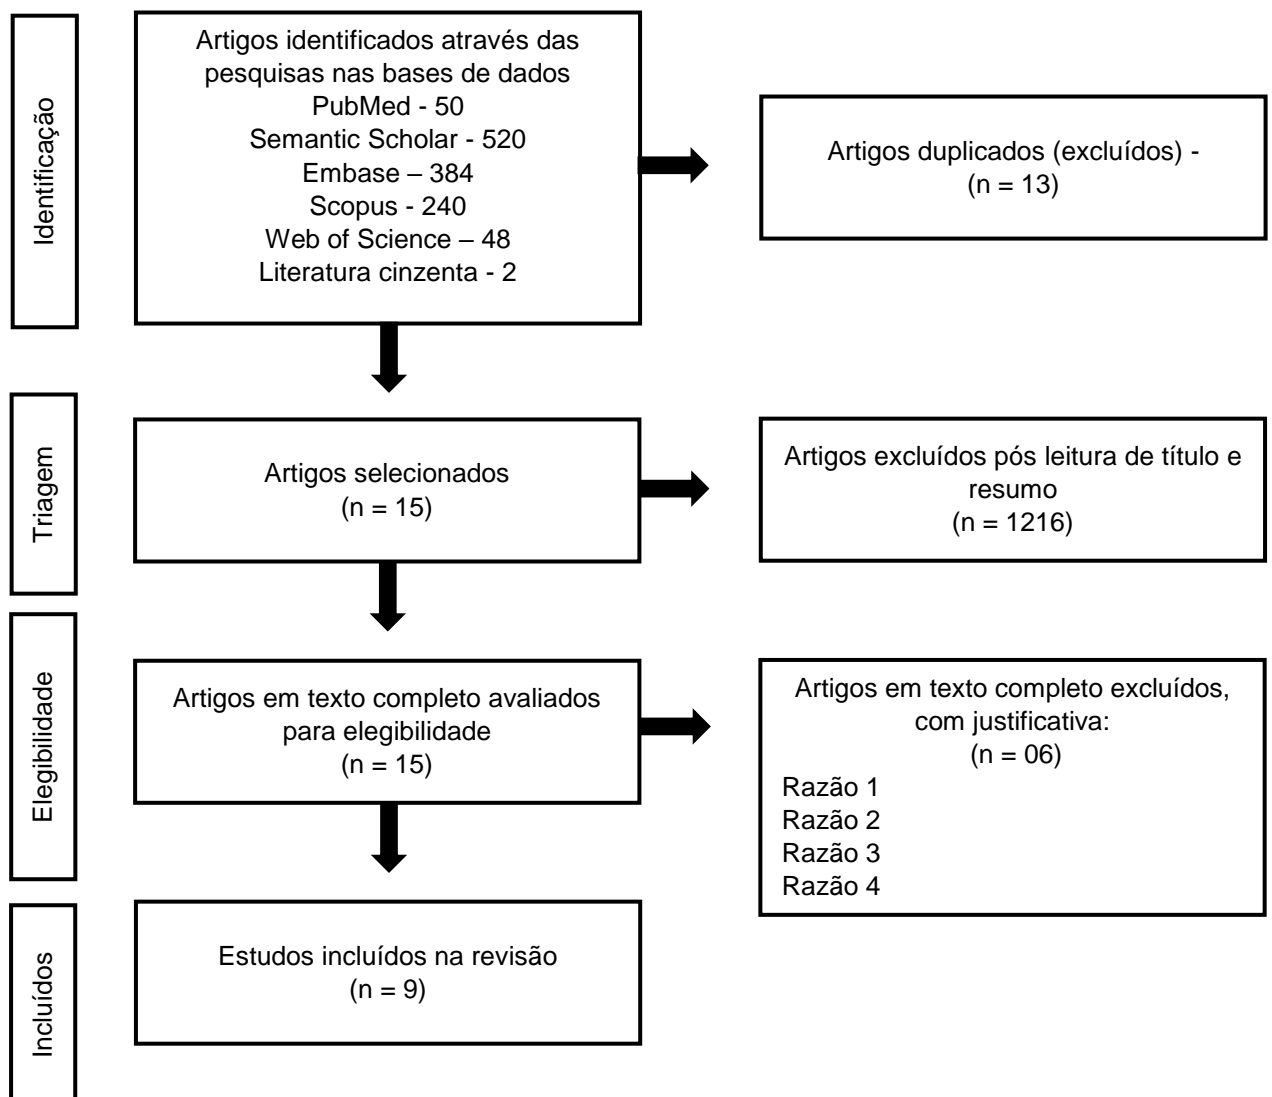 Identificação
Artigos identificados através das
pesquisas nas bases de dados
PubMed - 50
Semantic Scholar - 520
Embase – 384
Scopus - 240
Web of Science – 48
Literatura cinzenta - 2
Artigos duplicados (excluídos) -
(n = 13)
Triagem
Artigos selecionados
(n = 15)
Artigos excluídos pós leitura de título e
resumo
(n = 1216)
Elegibilidade
Artigos em texto completo avaliados
para elegibilidade
(n = 15)
Artigos em texto completo excluídos,
com justificativa:
(n = 06)
Razão 1
Razão 2
Razão 3
Razão 4
Incluídos
Estudos incluídos na revisão
(n = 9)